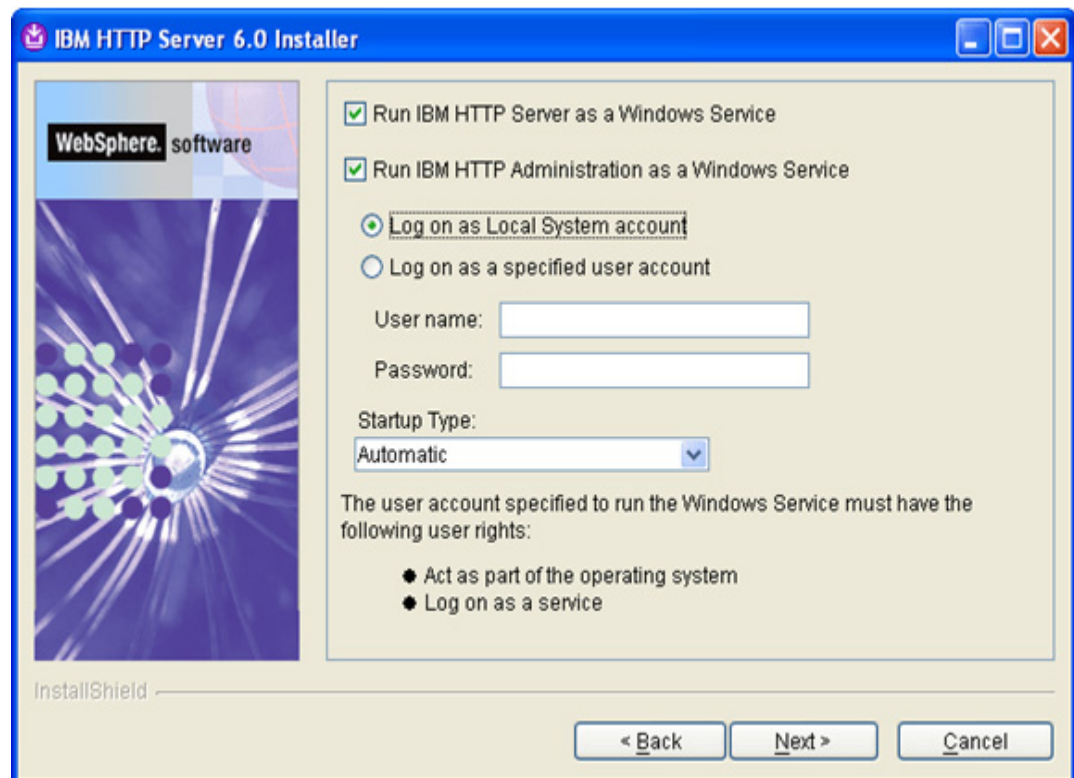 IBM HTTP Server 6.0 Installer
WebSphere. software
Run IBM HTTP Server as a Windows Service
Run IBM HTTP Administration as a Windows Service
Log on as Local System account
Log on as a specified user account
User name:
Password:
Startup Type:
Automatic
The user account specified to run the Windows Service must have the
following user rights:
Act as part of the operating system
Log on as a service
InstallShield
< Back
Next >
Cancel